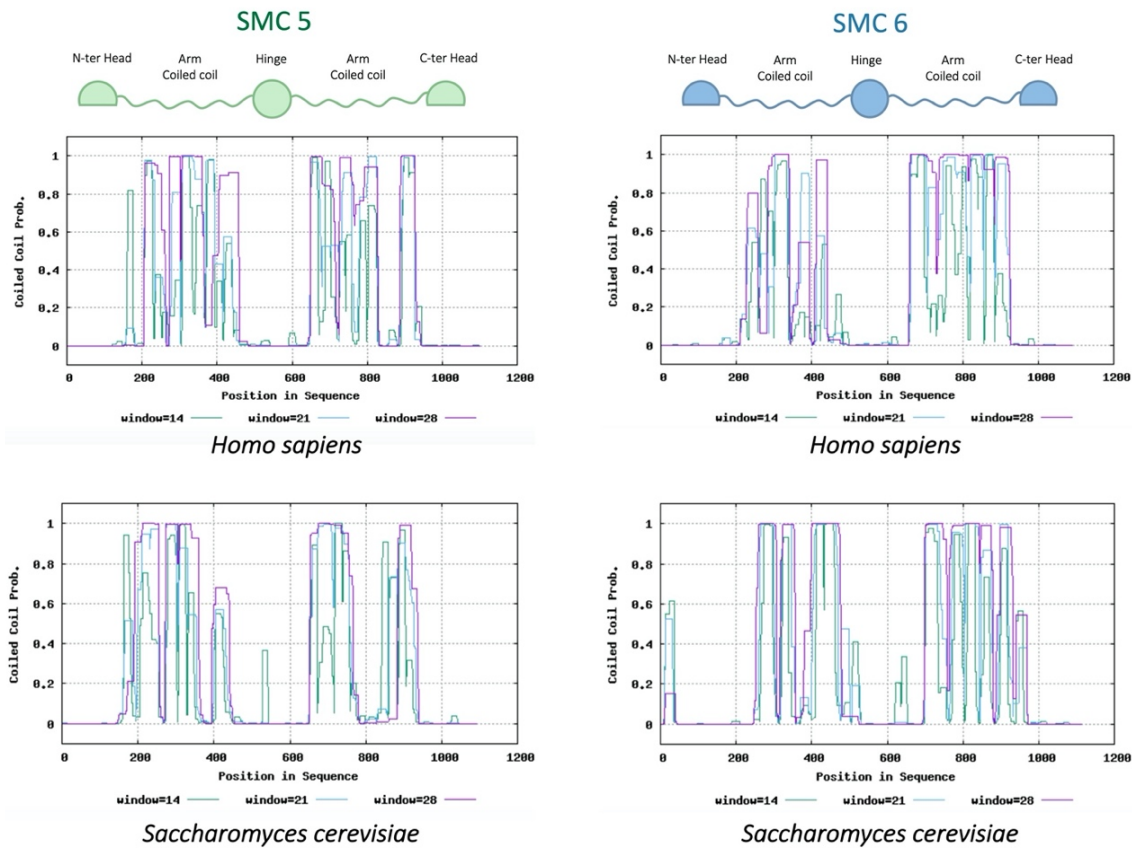 SMC 5
N-ter Head Arm Coiled coil Hinge Arm Coiled coil C-ter Head
Coiled Coil Prob.
1
0.8
0.6
0.4
0.2
0
0 200 400 600 800 1000 1200
Position in Sequence
window=14 window=21 window=28
Homo sapiens
SMC 6
N-ter Head Arm Coiled coil Hinge Arm Coiled coil C-ter Head
Coiled Coil Prob.
1
0.8
0.6
0.4
0.2
0
0 200 400 600 800 1000 1200
Position in Sequence
window=14 window=21 window=28
Homo sapiens
Coiled Coil Prob.
1
0.8
0.6
0.4
0.2
0
0 200 400 600 800 1000 1200
Position in Sequence
window=14 window=21 window=28
Saccharomyces cerevisiae
Coiled Coil Prob.
1
0.8
0.6
0.4
0.2
0
0 200 400 600 800 1000 1200
Position in Sequence
window=14 window=21 window=28
Saccharomyces cerevisiae